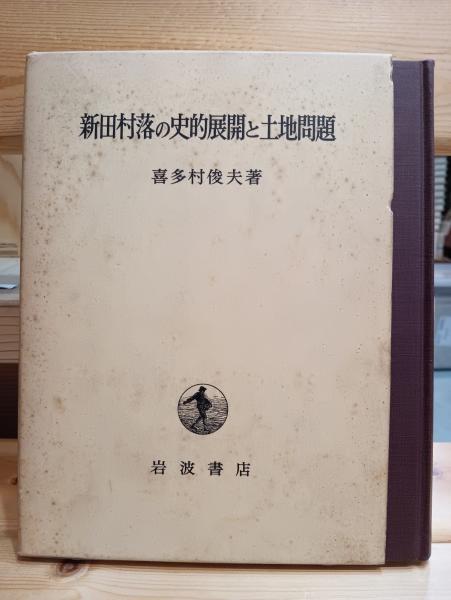 新田村落の史的展開と土地問題
喜多村俊夫著
岩波書店